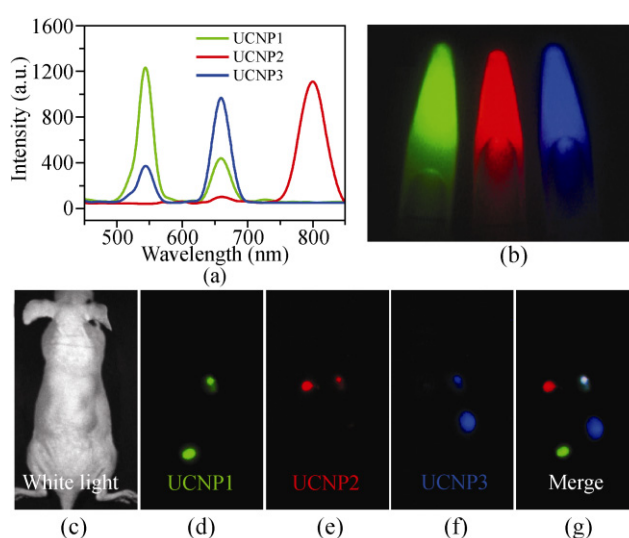 1600
1200
800
400
0
Intensity (a.u.)
UCNP1
UCNP2
UCNP3
500
600
700
800
Wavelength (nm)
(a)
(b)
White light
UCNP1
UCNP2
UCNP3
Merge
(c)
(d)
(e)
(f)
(g)